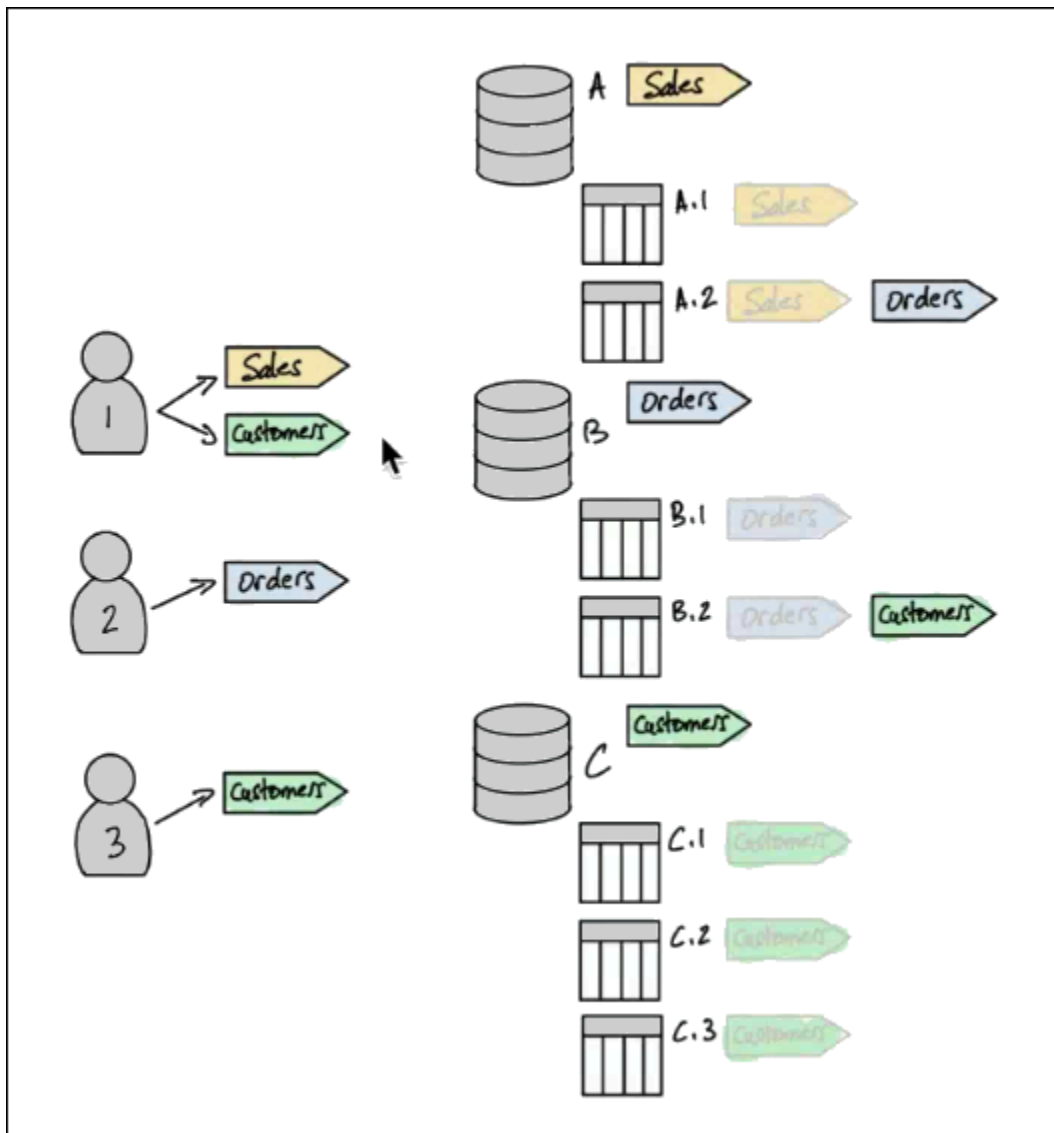 A Sales
A.1 Sales
A.2 Sales Orders
Sales
1
Customers
Orders
B
B.1 Orders
Orders
2
B.2 Orders Customers
Customers
C
Customers
3
C.1 Customers
C.2 Customers
C.3 Customers